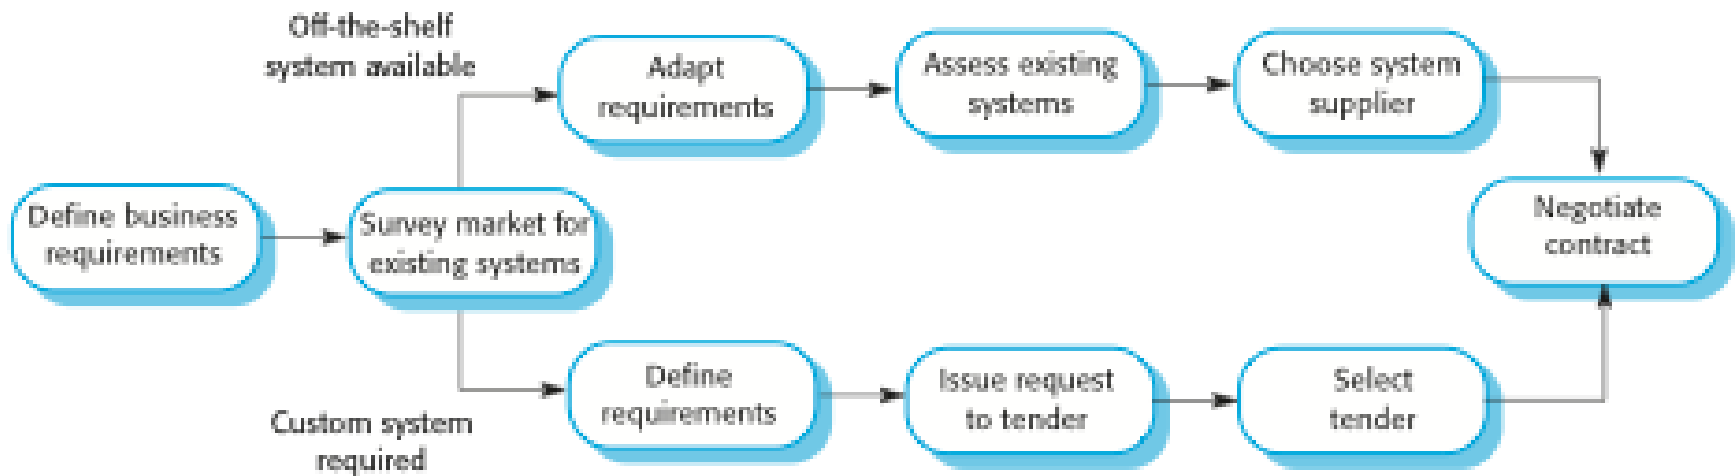 Off-the-shelf
system available
Adapt
requirements
Assess existing
systems
Choose system
supplier
Define business
requirements
Survey market for
existing systems
Negotiate
contract
Define
requirements
Issue request
to tender
Select
tender
Custom system
required